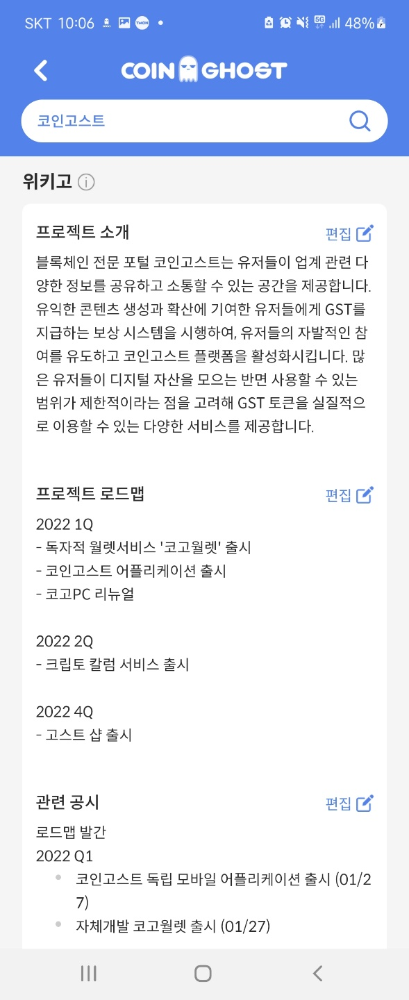 SKT 10:06
TMON
5G
48%
COIN GHOST
코인고스트
위키고
프로젝트 소개
편집
블록체인 전문 포털 코인고스트는 유저들이 업계 관련 다
양한 정보를 공유하고 소통할 수 있는 공간을 제공합니다.
유익한 콘텐츠 생성과 확산에 기여한 유저들에게 GST를
지급하는 보상 시스템을 시행하여, 유저들의 자발적인 참
여를 유도하고 코인고스트 플랫폼을 활성화시킵니다. 많
은 유저들이 디지털 자산을 모으는 반면 사용할 수 있는
범위가 제한적이라는 점을 고려해 GST 토큰을 실질적으
로 이용할 수 있는 다양한 서비스를 제공합니다.
프로젝트 로드맵
편집
2022 1Q
- 독자적 월렛서비스 '코고월렛' 출시
- 코인고스트 어플리케이션 출시
- 코고PC 리뉴얼
2022 2Q
- 크립토 칼럼 서비스 출시
2022 4Q
- 고스트 샵 출시
관련 공시
편집
로드맵 발간
2022 Q1
코인고스트 독립 모바일 어플리케이션 출시 (01/2
7)
자체개발 코고월렛 출시 (01/27)